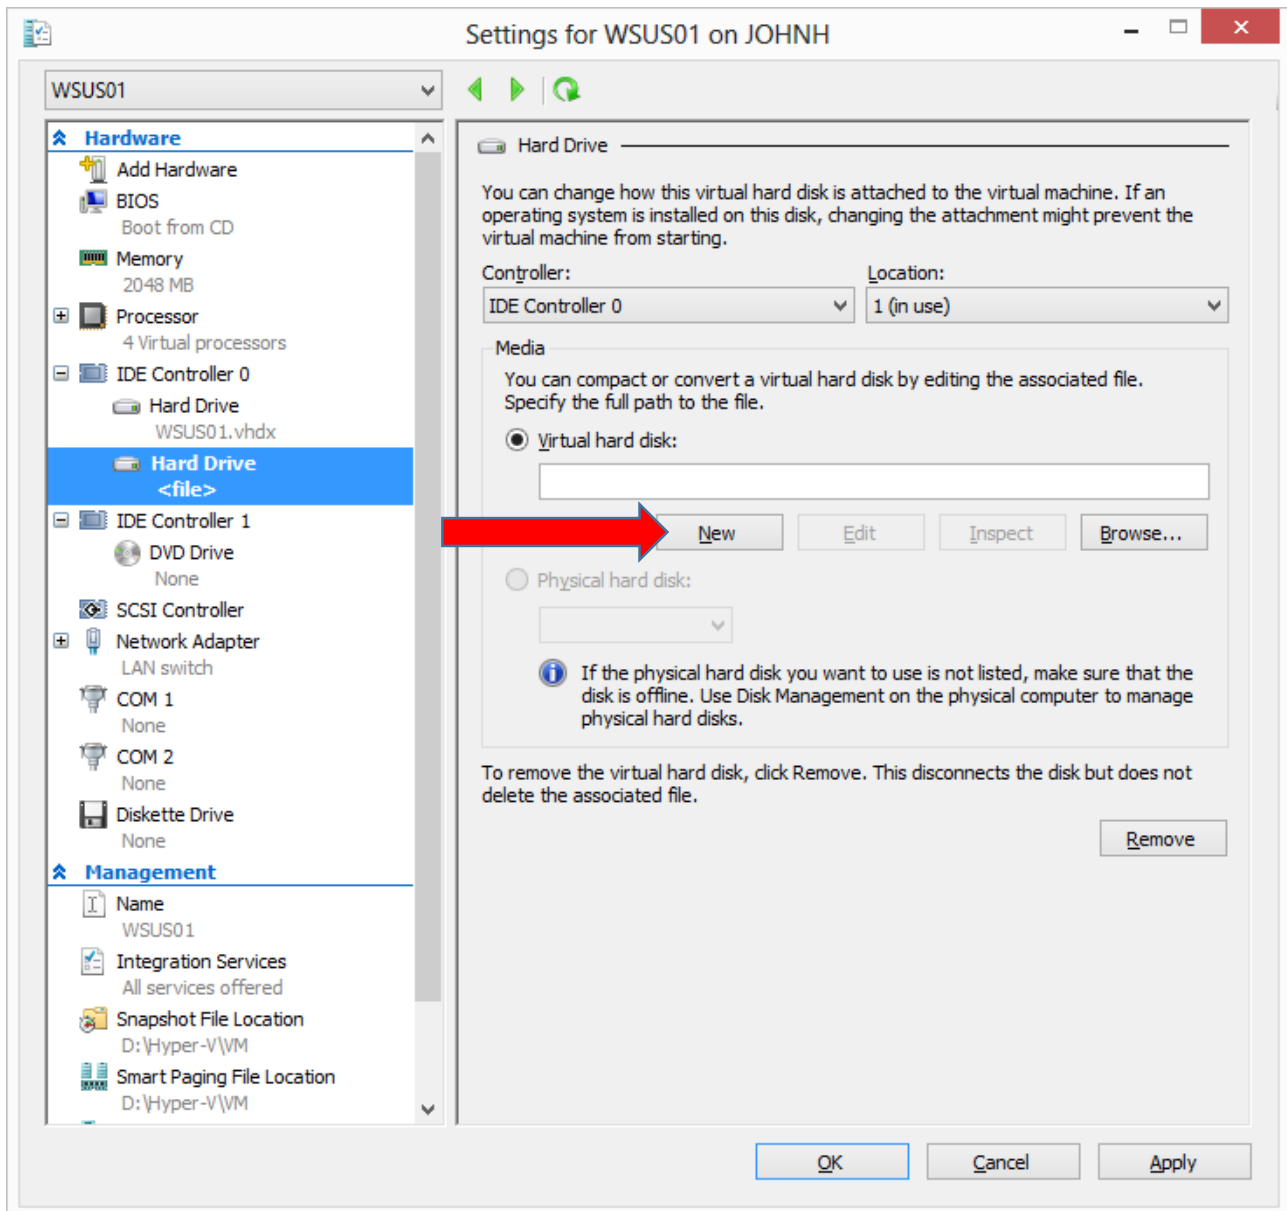 Settings for WSUS01 on JOHNH
WSUS01
Hardware
Add Hardware
BIOS
Boot from CD
Memory
2048 MB
Processor
4 Virtual processors
IDE Controller 0
Hard Drive
WSUS01.vhdx
Hard Drive
<file>
IDE Controller 1
DVD Drive
None
SCSI Controller
Network Adapter
LAN switch
COM 1
None
COM 2
None
Diskette Drive
None
Management
Name
WSUS01
Integration Services
All services offered
Snapshot File Location
D:\Hyper-V\VM
Smart Paging File Location
D:\Hyper-V\VM
Hard Drive
You can change how this virtual hard disk is attached to the virtual machine. If an
operating system is installed on this disk, changing the attachment might prevent the
virtual machine from starting.
Controller: Location:
IDE Controller 0 1 (in use)
Media
You can compact or convert a virtual hard disk by editing the associated file.
Specify the full path to the file.
Virtual hard disk:
New Edit Inspect Browse...
Physical hard disk:
If the physical hard disk you want to use is not listed, make sure that the
disk is offline. Use Disk Management on the physical computer to manage
physical hard disks.
To remove the virtual hard disk, click Remove. This disconnects the disk but does not
delete the associated file.
Remove
OK Cancel Apply